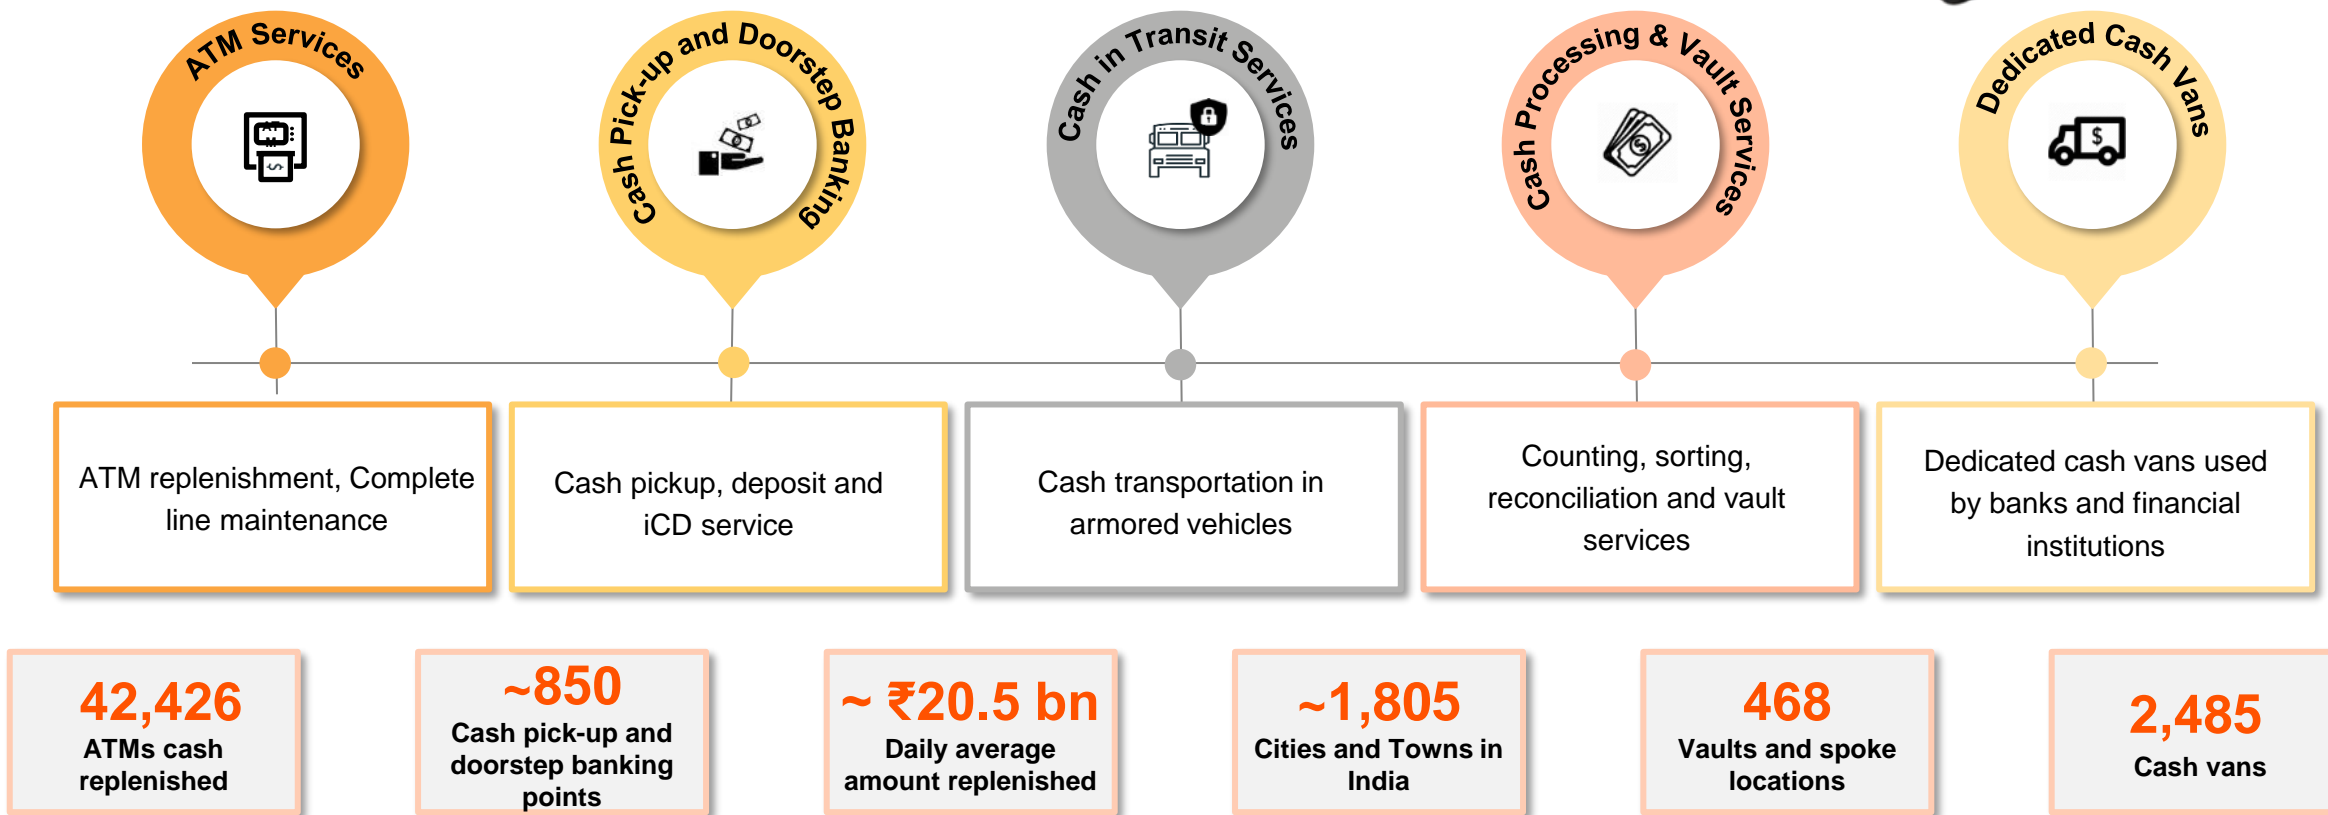 ATM Services
Cash Pick-up and Doorstep Banking
Cash in Transit Services
Cash Processing & Vault Services
Dedicated Cash Vans
ATM replenishment, Complete
line maintenance
Cash pickup, deposit and
iCD service
Cash transportation in
armored vehicles
Counting, sorting,
reconciliation and vault
services
Dedicated cash vans used
by banks and financial
institutions
42,426
ATMs cash
replenished
~850
Cash pick-up and
doorstep banking
points
~ ₹20.5 bn
Daily average
amount replenished
~1,805
Cities and Towns in
India
468
Vaults and spoke
locations
2,485
Cash vans